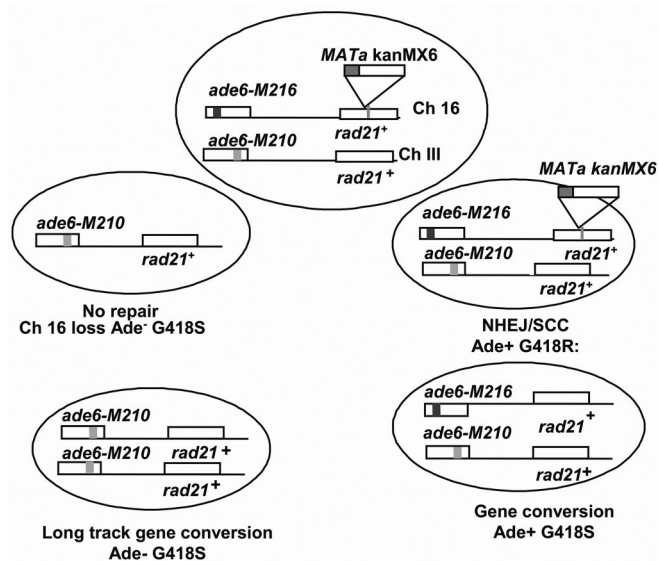 MATa kanMX6
ade6-M216
Ch 16
rad21+
ade6-M210
Ch III
rad21+
MATa kanMX6
ade6-M210
rad21+
No repair
Ch 16 loss Ade- G418S
ade6-M216
rad21+
ade6-M210
rad21+
NHEJ/SCC
Ade+ G418R:
ade6-M210
rad21+
ade6-M210
rad21+
Long track gene conversion
Ade- G418S
ade6-M216
rad21+
ade6-M210
rad21+
Gene conversion
Ade+ G418S